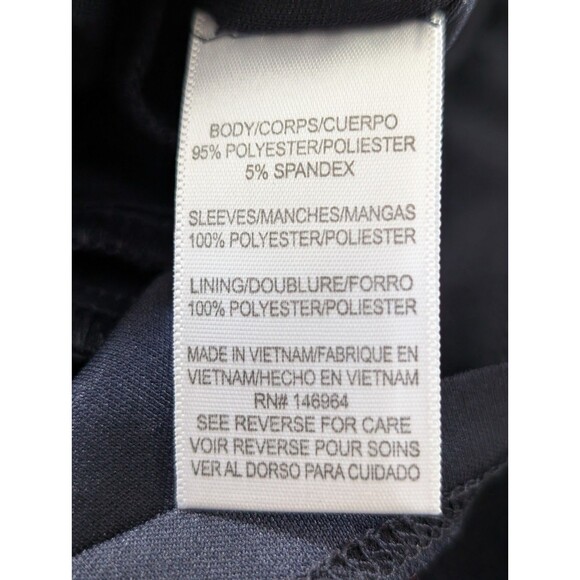 BODY/CORPS/CUERPO
95% POLYESTER/POLIESTER
5% SPANDEX
SLEEVES/MANCHES/MANGAS
100% POLYESTER/POLIESTER
LINING/DOUBLURE/FORRO
100% POLYESTER/POLIESTER
MADE IN VIETNAM/FABRIQUE EN
VIETNAM/HECHO EN VIETNAM
RN# 146964
SEE REVERSE FOR CARE
VOIR REVERSE POUR SOINS
VER AL DORSO PARA CUIDADO